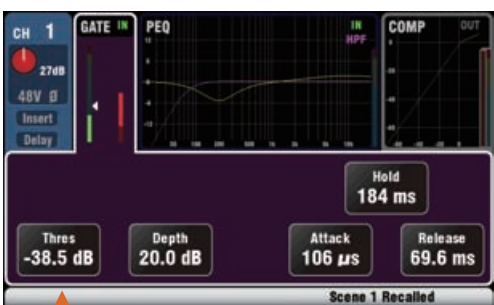 CH 1
GATE IN
PEQ
IN
HPF
COMP OUT
27dB
48V Ø
Insert
Delay
Hold
184 ms
Thres
-38.5 dB
Depth
20.0 dB
Attack
106 µs
Release
69.6 ms
Scene 1 Recalled